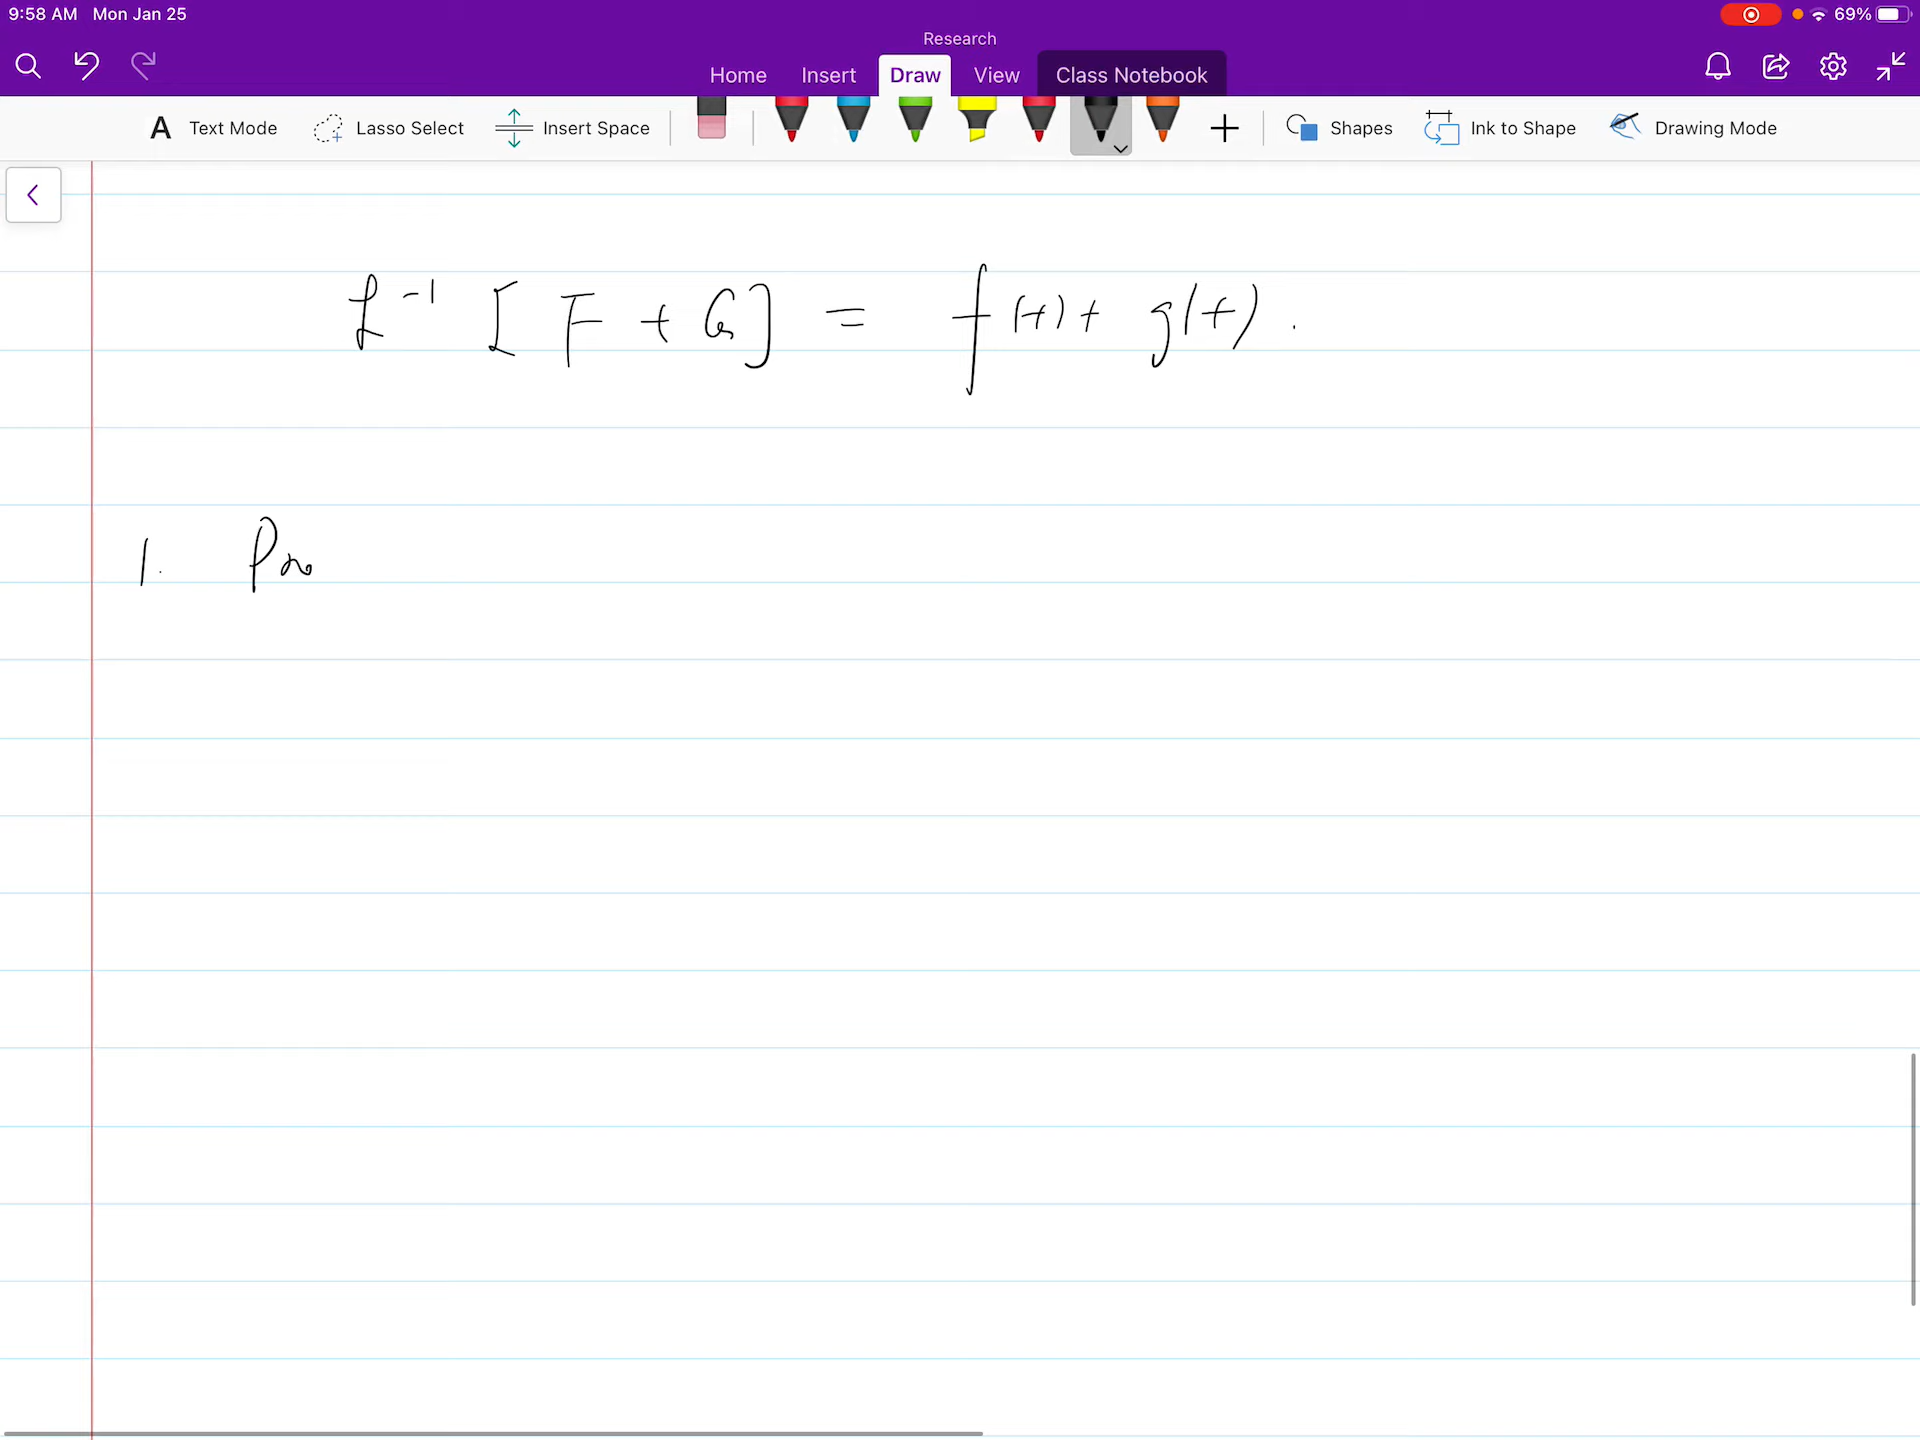 9:58 AM Mon Jan 25 69%
Research
Home Insert Draw View Class Notebook
A Text Mode Lasso Select Insert Space Shapes Ink to Shape Drawing Mode
ℒ⁻¹ [F + G] = f(t) + g(t).
1. Pro